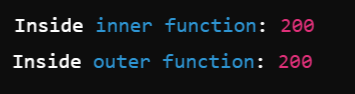 Inside inner function: 200
Inside outer function: 200